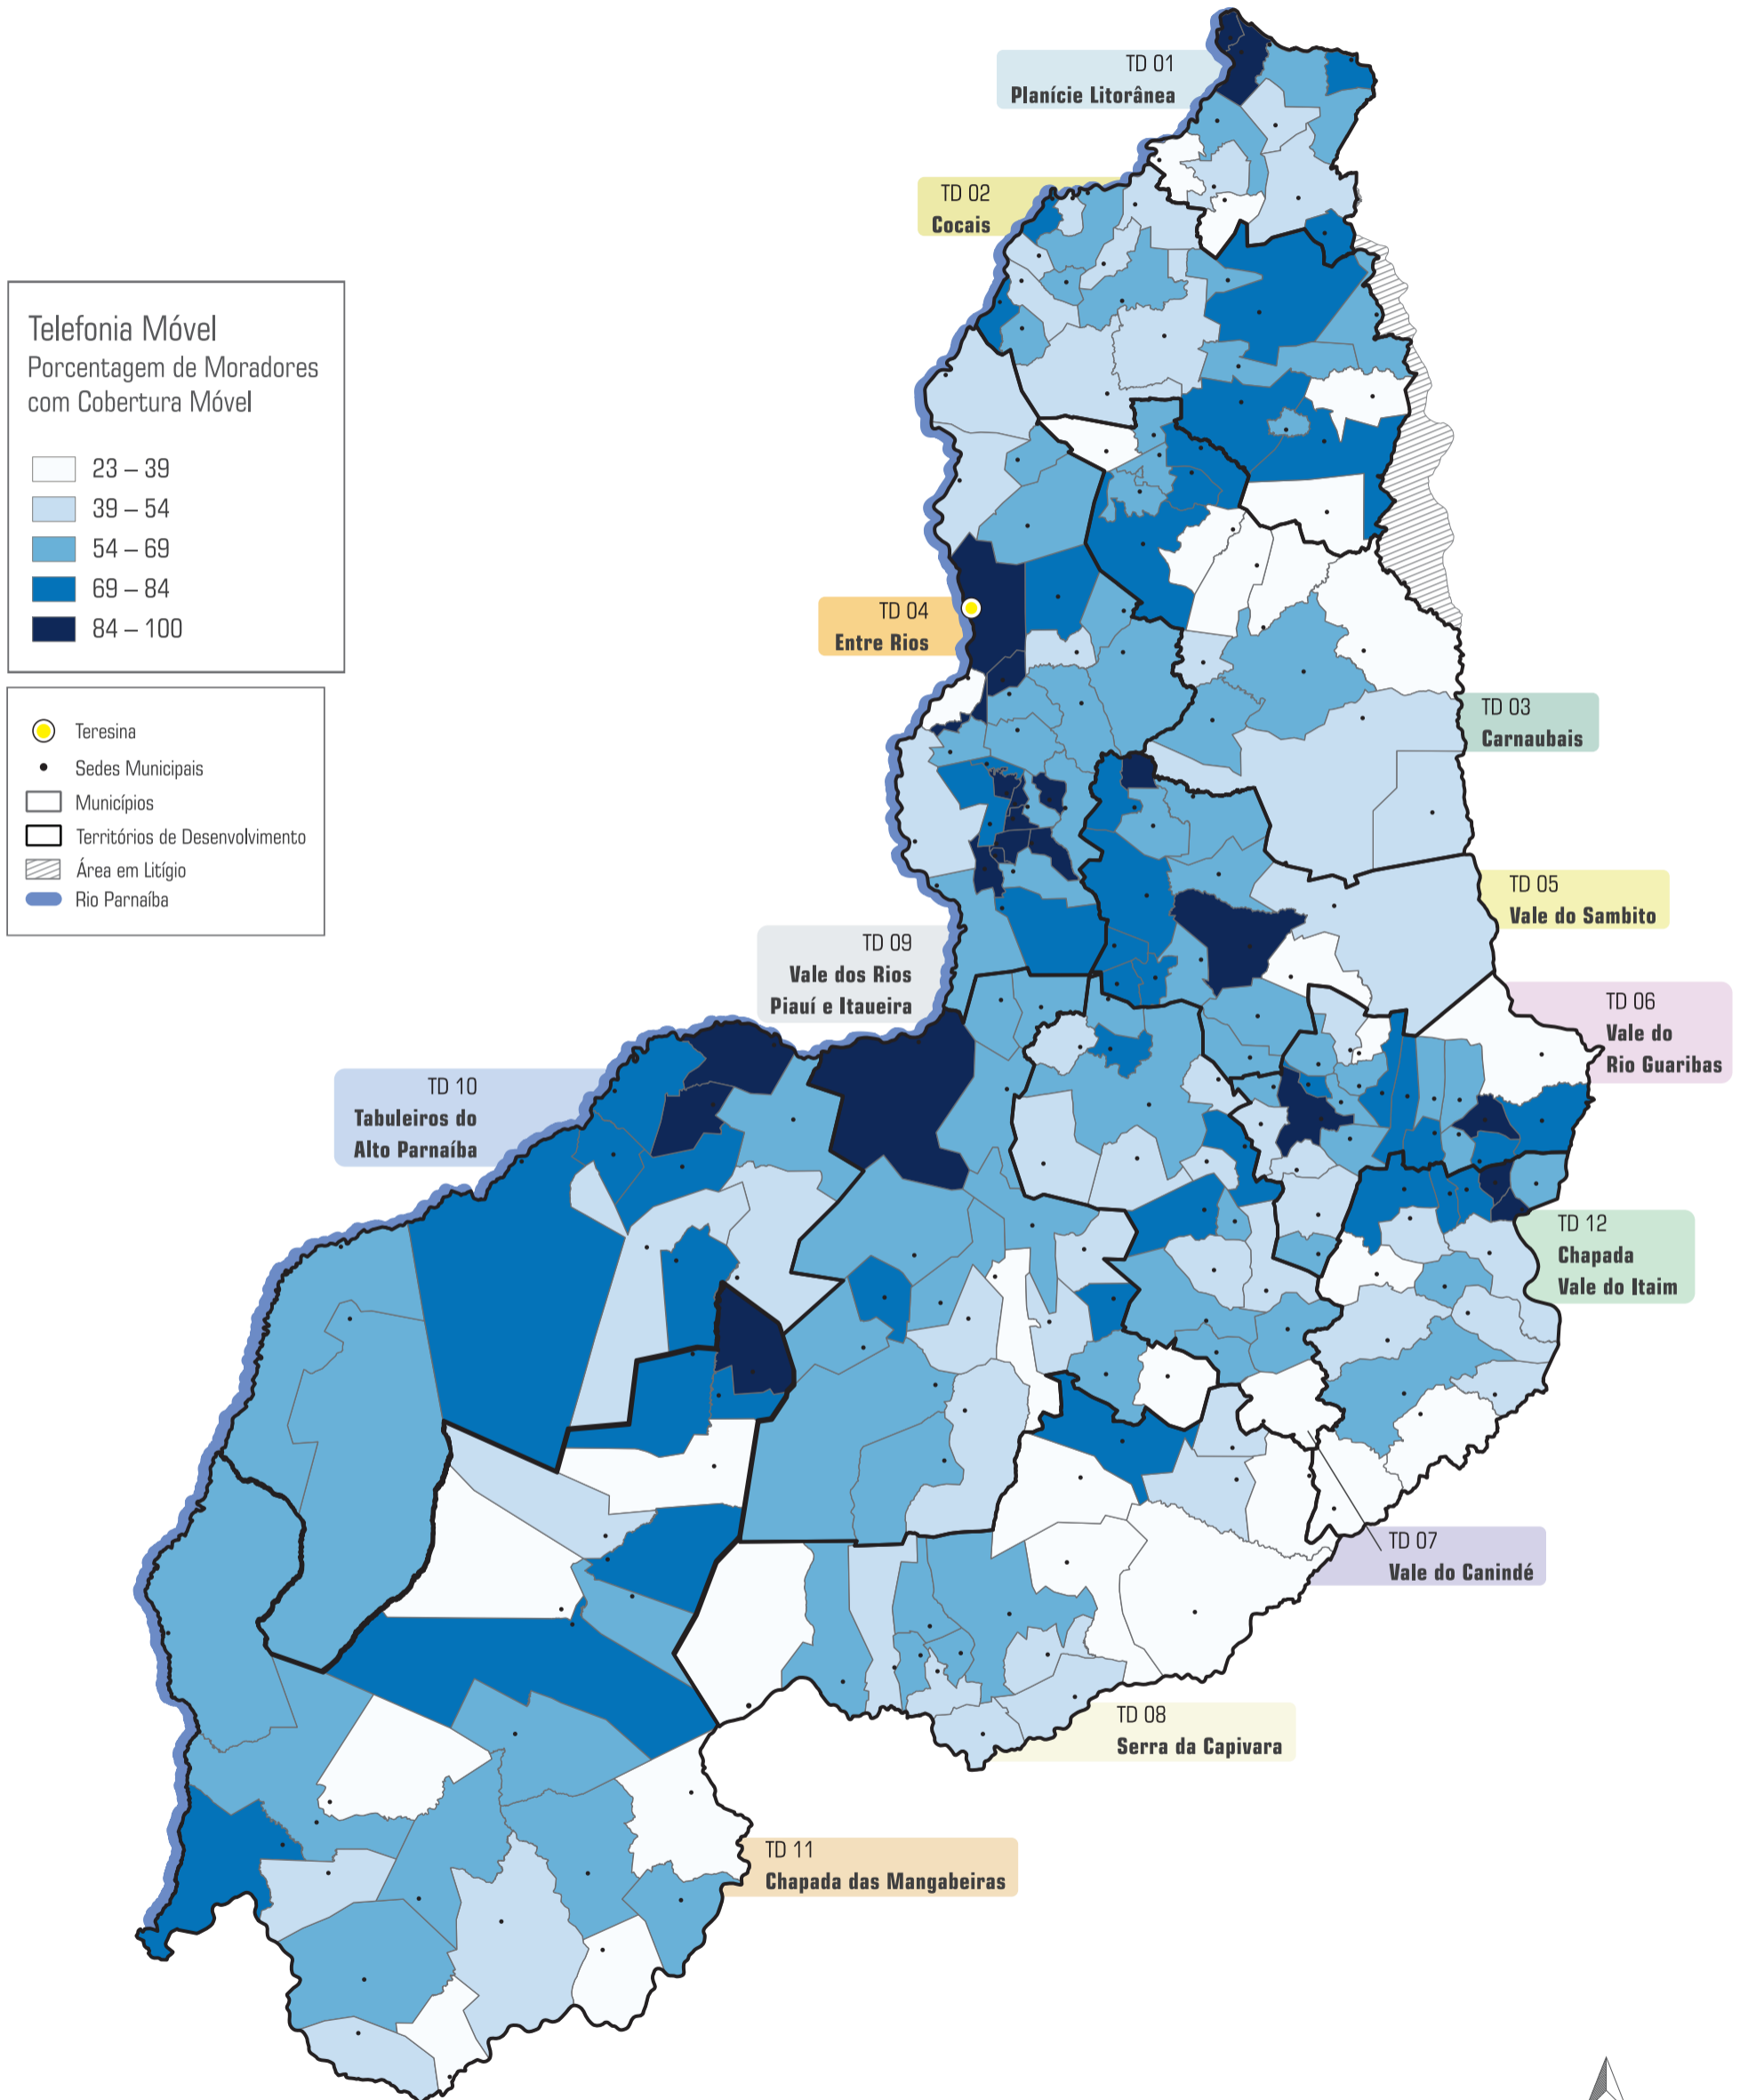 TD 01
Planície Litorânea
TD 02
Cocais
Telefonia Móvel
Porcentagem de Moradores
com Cobertura Móvel
23 – 39
39 – 54
54 – 69
69 – 84
84 – 100
TD 04
Entre Rios
Teresina
Sedes Municipais
Municípios
Territórios de Desenvolvimento
Área em Litígio
Rio Parnaíba
TD 03
Carnaubais
TD 05
Vale do Sambito
TD 09
Vale dos Rios
Piauí e Itaueira
TD 06
Vale do
Rio Guaribas
TD 10
Tabuleiros do
Alto Parnaíba
TD 12
Chapada
Vale do Itaim
TD 07
Vale do Canindé
TD 08
Serra da Capivara
TD 11
Chapada das Mangabeiras